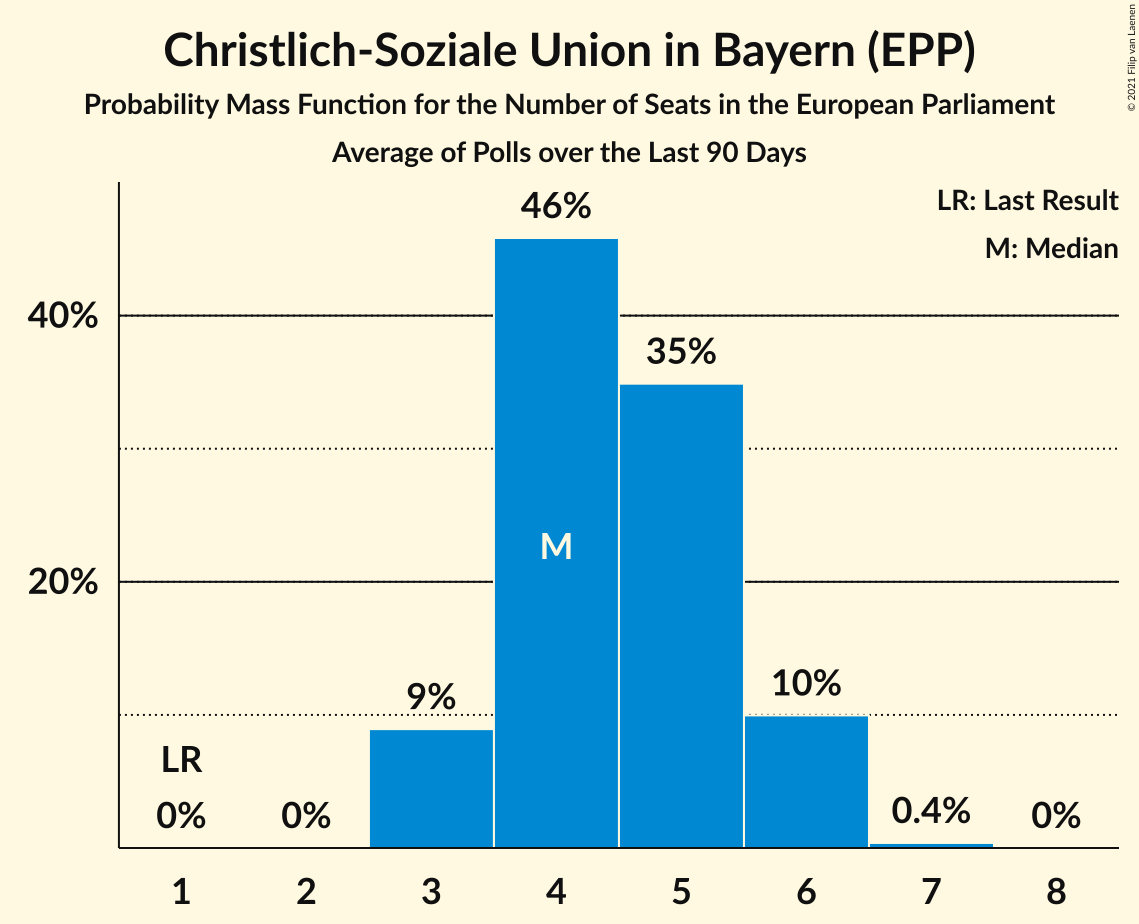 Christlich-Soziale Union in Bayern (EPP)
Probability Mass Function for the Number of Seats in the European Parliament
Average of Polls over the Last 90 Days
© 2021 Filip van Laenen
LR: Last Result
M: Median
46%
40%
35%
M
20%
9%
10%
LR
0%
0%
0.4%
0%
1 2 3 4 5 6 7 8